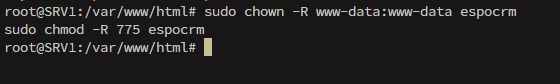 root@SRV1:/var/www/html# sudo chown -R www-data:www-data espocrm
sudo chmod -R 775 espocrm
root@SRV1:/var/www/html#